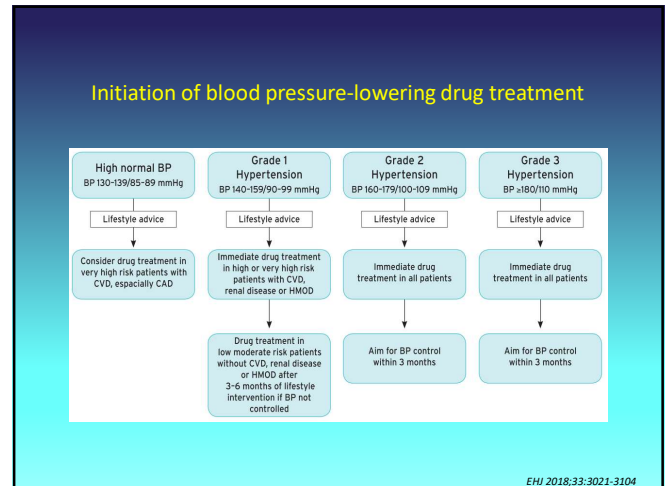 Initiation of blood pressure-lowering drug treatment
High normal BP
BP 130-139/85-89 mmHg
Lifestyle advice
Consider drug treatment in
very high risk patients with
CVD, espacially CAD
Grade 1
Hypertension
BP 140-159/90-99 mmHg
Lifestyle advice
Immediate drug treatment
in high or very high risk
patients with CVD,
renal disease or HMOD
Drug treatment in
low moderate risk patients
without CVD, renal disease
or HMOD after
3-6 months of lifestyle
intervention if BP not
controlled
Grade 2
Hypertension
BP 160-179/100-109 mmHg
Lifestyle advice
Immediate drug
treatment in all patients
Aim for BP control
within 3 months
Grade 3
Hypertension
BP ≥180/110 mmHg
Lifestyle advice
Immediate drug
treatment in all patients
Aim for BP control
within 3 months
EHJ 2018;33:3021-3104